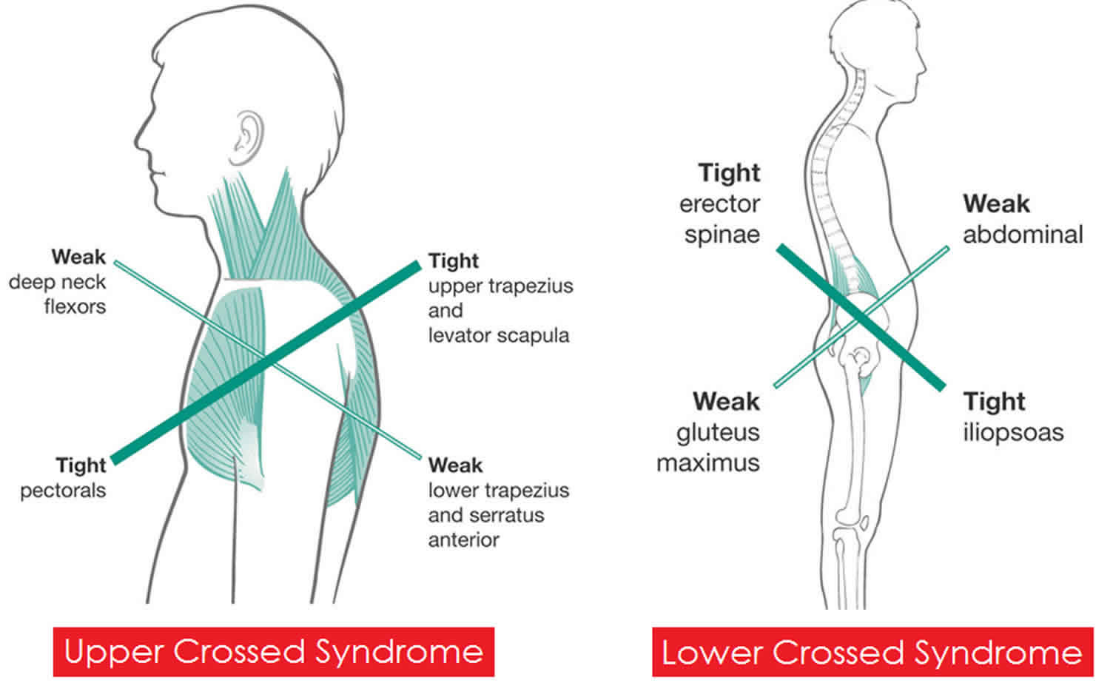 Weak
deep neck
flexors
Tight
upper trapezius
and
levator scapula
Tight
pectorals
Weak
lower trapezius
and serratus
anterior
Upper Crossed Syndrome
Tight
erector
spinae
Weak
abdominal
Weak
gluteus
maximus
Tight
iliopsoas
Lower Crossed Syndrome